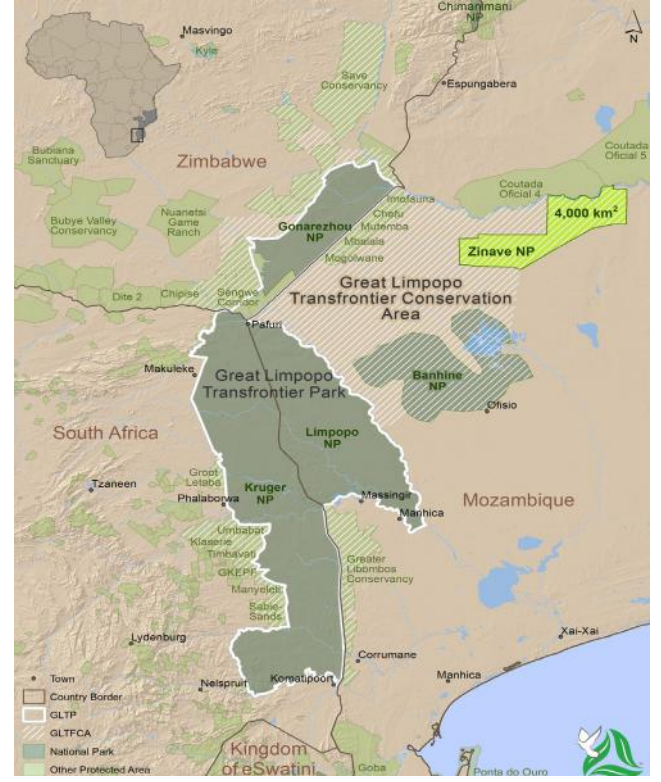 Chimanimani
NP
N
Masvingo
Kyle
Save
Conservancy
Espungabera
Bubiana
Sanctuary
Zimbabwe
Coutada
Oficial 5
Coutada
Oficial 4
Imofauna
Chefu
Mutemba
Mbalala
Mogolwane
Gonarezhou
NP
4,000 km²
Zinave NP
Nuanetsi
Game
Ranch
Bubye Valley
Conservancy
Great Limpopo
Transfrontier Conservation
Area
Dite 2
Chipise
Sengwe
Corridor
Pafuri
Makuleke
Great Limpopo
Transfrontier Park
Banhine
NP
Ofisio
South Africa
Limpopo
NP
Groot
Letaba
Tzaneen
Kruger
NP
Phalaborwa
Massingir
Manhica
Mozambique
Umbabat
Klaserie
Timbavati
GKEPF
Manyeleti
Sabie
Sands
Greater
Libombos
Conservancy
Lydenburg
Xai-Xai
Corrumane
Manhica
Nelspruit
Komatipoort
Town
Country Border
GLTP
GLTFCA
National Park
Other Protected Area
Kingdom
of eSwatini
Goba
Ponta do Ouro